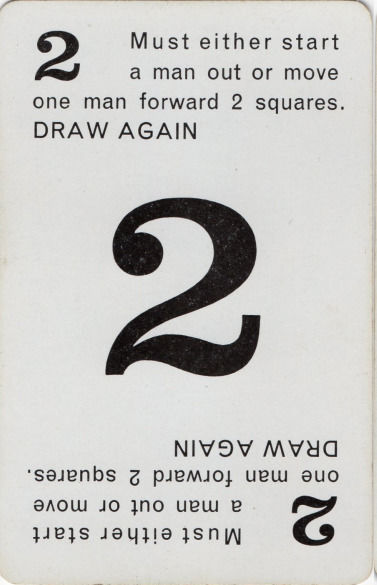 2 Must either start
a man out or move
one man forward 2 squares.
DRAW AGAIN
2
2 Must either start
a man out or move
one man forward 2 squares.
DRAW AGAIN